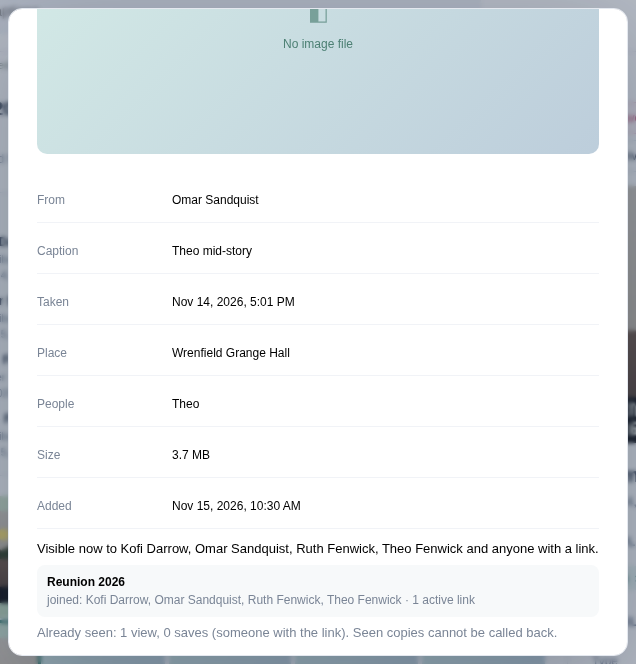 No image file
From Omar Sandquist
Caption Theo mid-story
Taken Nov 14, 2026, 5:01 PM
Place Wrenfield Grange Hall
People Theo
Size 3.7 MB
Added Nov 15, 2026, 10:30 AM
Visible now to Kofi Darrow, Omar Sandquist, Ruth Fenwick, Theo Fenwick and anyone with a link.
Reunion 2026
joined: Kofi Darrow, Omar Sandquist, Ruth Fenwick, Theo Fenwick · 1 active link
Already seen: 1 view, 0 saves (someone with the link). Seen copies cannot be called back.